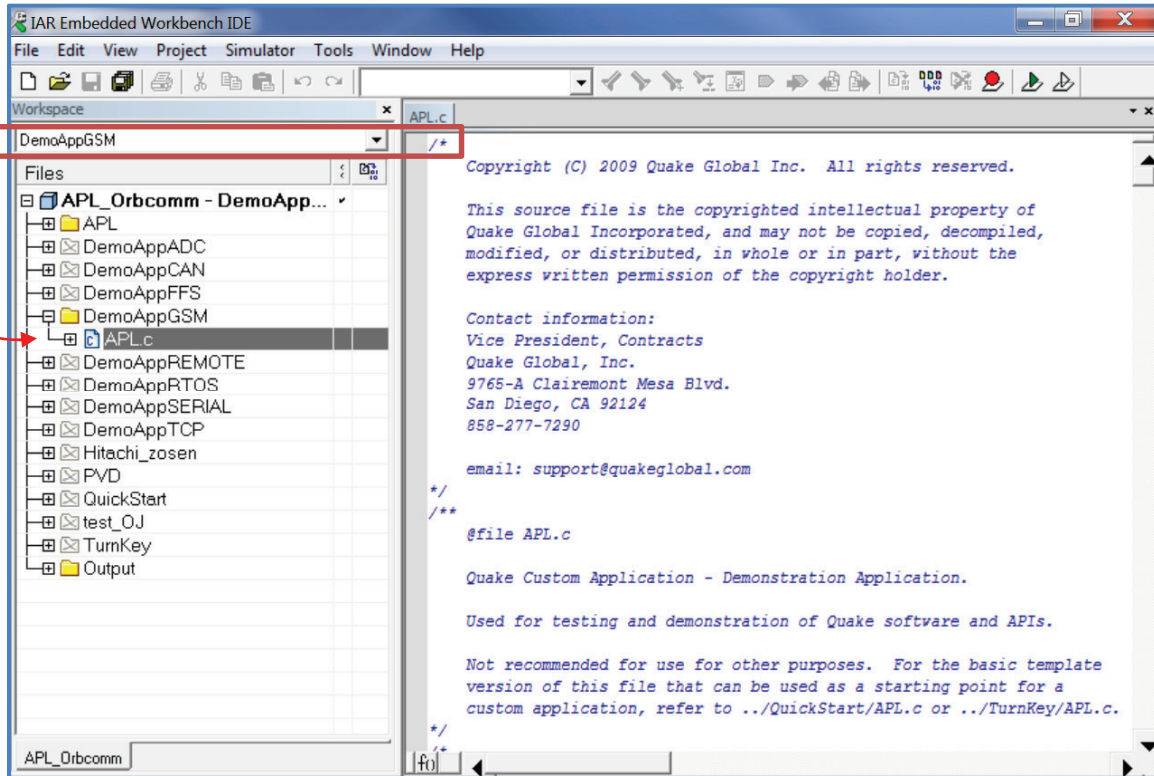 IAR Embedded Workbench IDE
File Edit View Project Simulator Tools Window Help
Workspace
DemoAppGSM
Files
APL_Orbcomm - DemoApp...
APL
DemoAppADC
DemoAppCAN
DemoAppFFS
DemoAppGSM
APL.c
DemoAppREMOTE
DemoAppRTOS
DemoAppSERIAL
DemoAppTCP
Hitachi_zosen
PVD
QuickStart
test_OJ
TurnKey
Output
APL_Orbcomm
APL.c
/*
Copyright (C) 2009 Quake Global Inc. All rights reserved.
This source file is the copyrighted intellectual property of
Quake Global Incorporated, and may not be copied, decompiled,
modified, or distributed, in whole or in part, without the
express written permission of the copyright holder.
Contact information:
Vice President, Contracts
Quake Global, Inc.
9765-A Clairemont Mesa Blvd.
San Diego, CA 92124
858-277-7290
email: support@quakeglobal.com
*/
/**
@file APL.c
Quake Custom Application - Demonstration Application.
Used for testing and demonstration of Quake software and APIs.
Not recommended for use for other purposes. For the basic template
version of this file that can be used as a starting point for a
custom application, refer to ../QuickStart/APL.c or ../TurnKey/APL.c.
*/
/*
f()